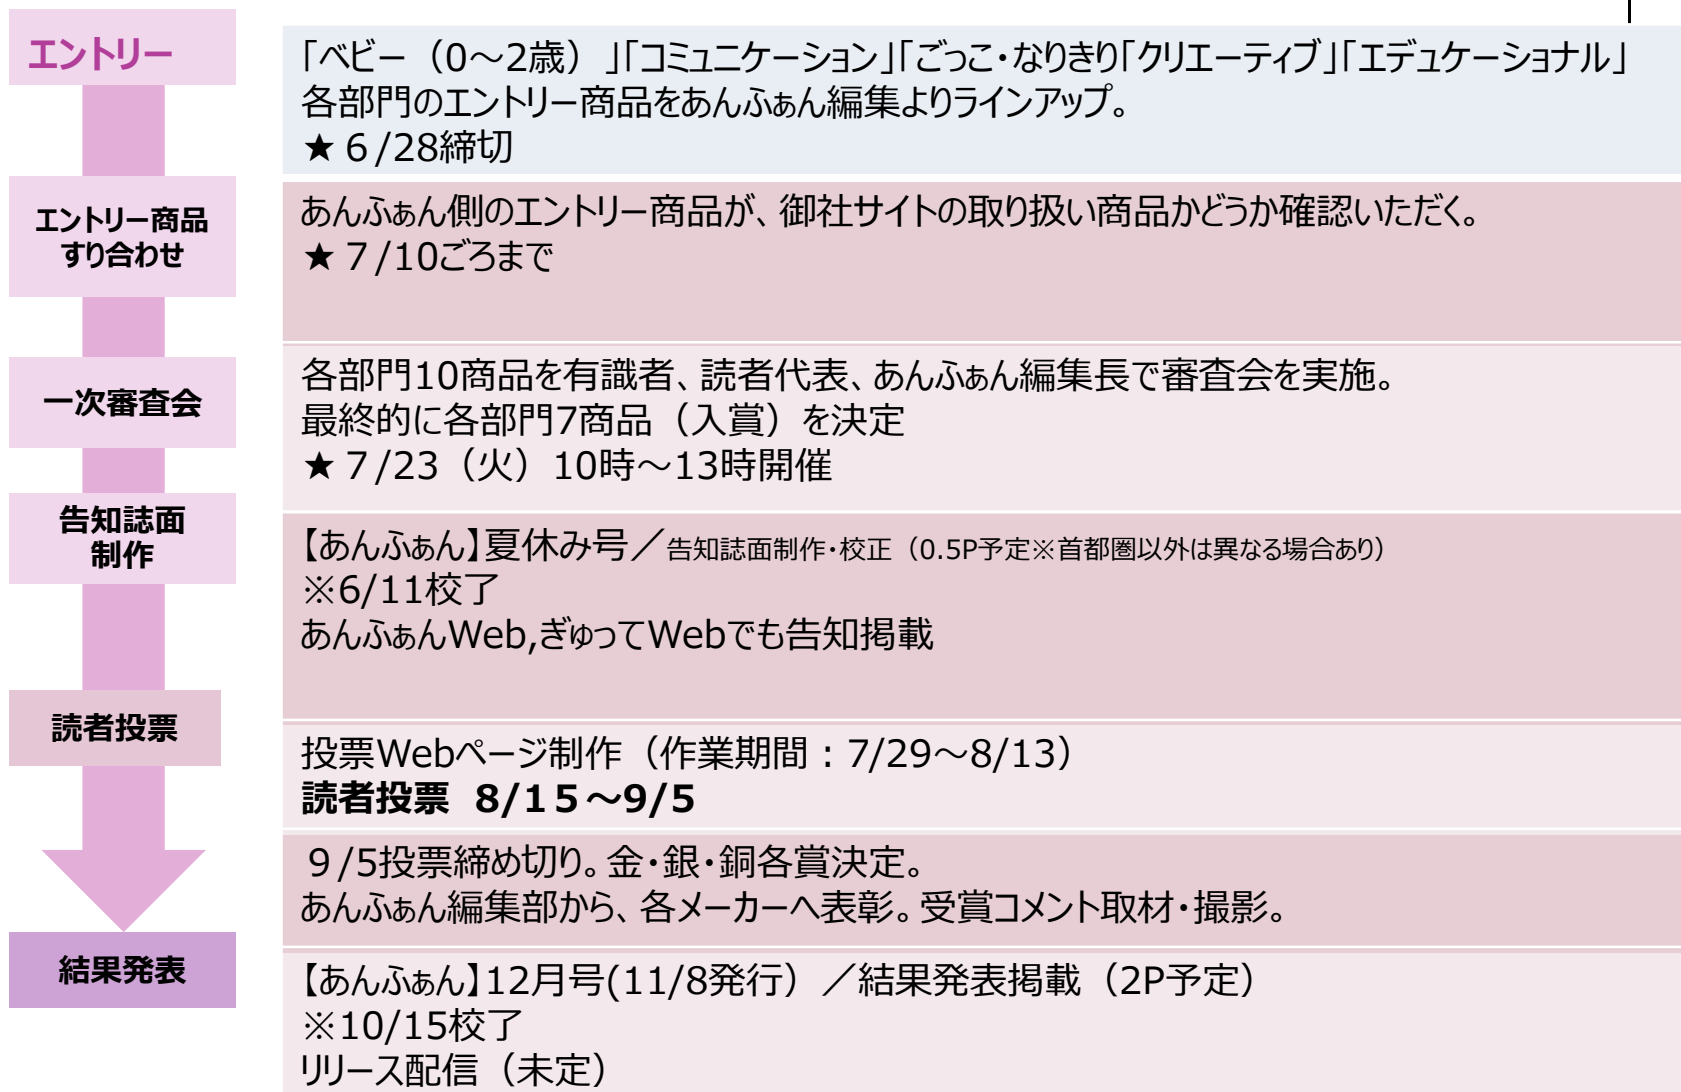 エントリー
「ベビー（0～2歳）」「コミュニケーション」「ごっこ・なりきり「クリエーティブ」「エデュケーショナル」
各部門のエントリー商品をあんふぁん編集よりラインアップ。
★６/28締切
エントリー商品
すり合わせ
あんふぁん側のエントリー商品が、御社サイトの取り扱い商品かどうか確認いただく。
★７/10ごろまで
一次審査会
各部門10商品を有識者、読者代表、あんふぁん編集長で審査会を実施。
最終的に各部門7商品（入賞）を決定
★７/23（火）10時～13時開催
告知誌面
制作
【あんふぁん】夏休み号／告知誌面制作・校正（0.5P予定※首都圏以外は異なる場合あり）
※6/11校了
あんふぁんWeb,ぎゅってWebでも告知掲載
読者投票
投票Webページ制作（作業期間：7/29～8/13）
読者投票 8/1５～9/5
９/5投票締め切り。金・銀・銅各賞決定。
あんふぁん編集部から、各メーカーへ表彰。受賞コメント取材・撮影。
結果発表
【あんふぁん】12月号(11/8発行）／結果発表掲載（2P予定）
※10/15校了
リリース配信（未定）